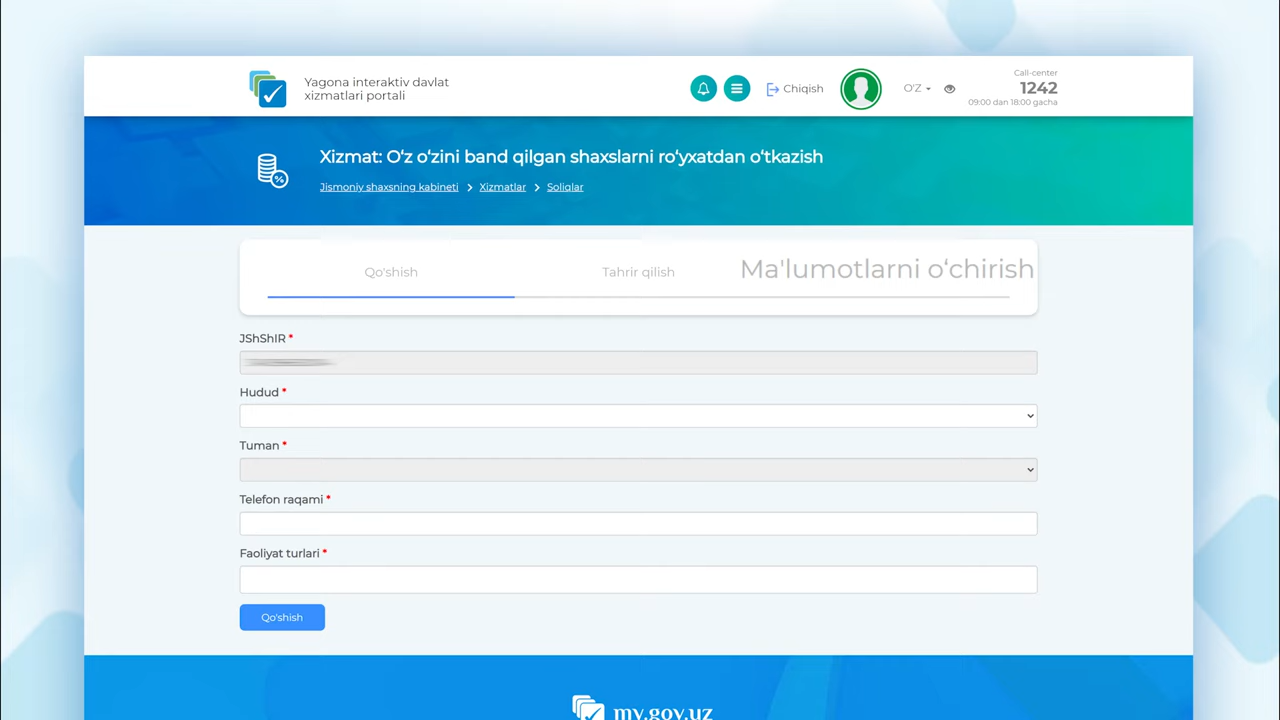 Yagona interaktiv davlat
xizmatlari portali
Chiqish
O'Z
Call-center
1242
09:00 dan 18:00 gacha
Xizmat: O‘z o‘zini band qilgan shaxslarni ro‘yxatdan o‘tkazish
Jismoniy shaxsning kabineti > Xizmatlar > Soliqlar
Qo'shish
Tahrir qilish
Ma'lumotlarni o‘chirish
JShShIR *
Hudud *
Tuman *
Telefon raqami *
Faoliyat turlari *
Qo'shish
my.gov.uz